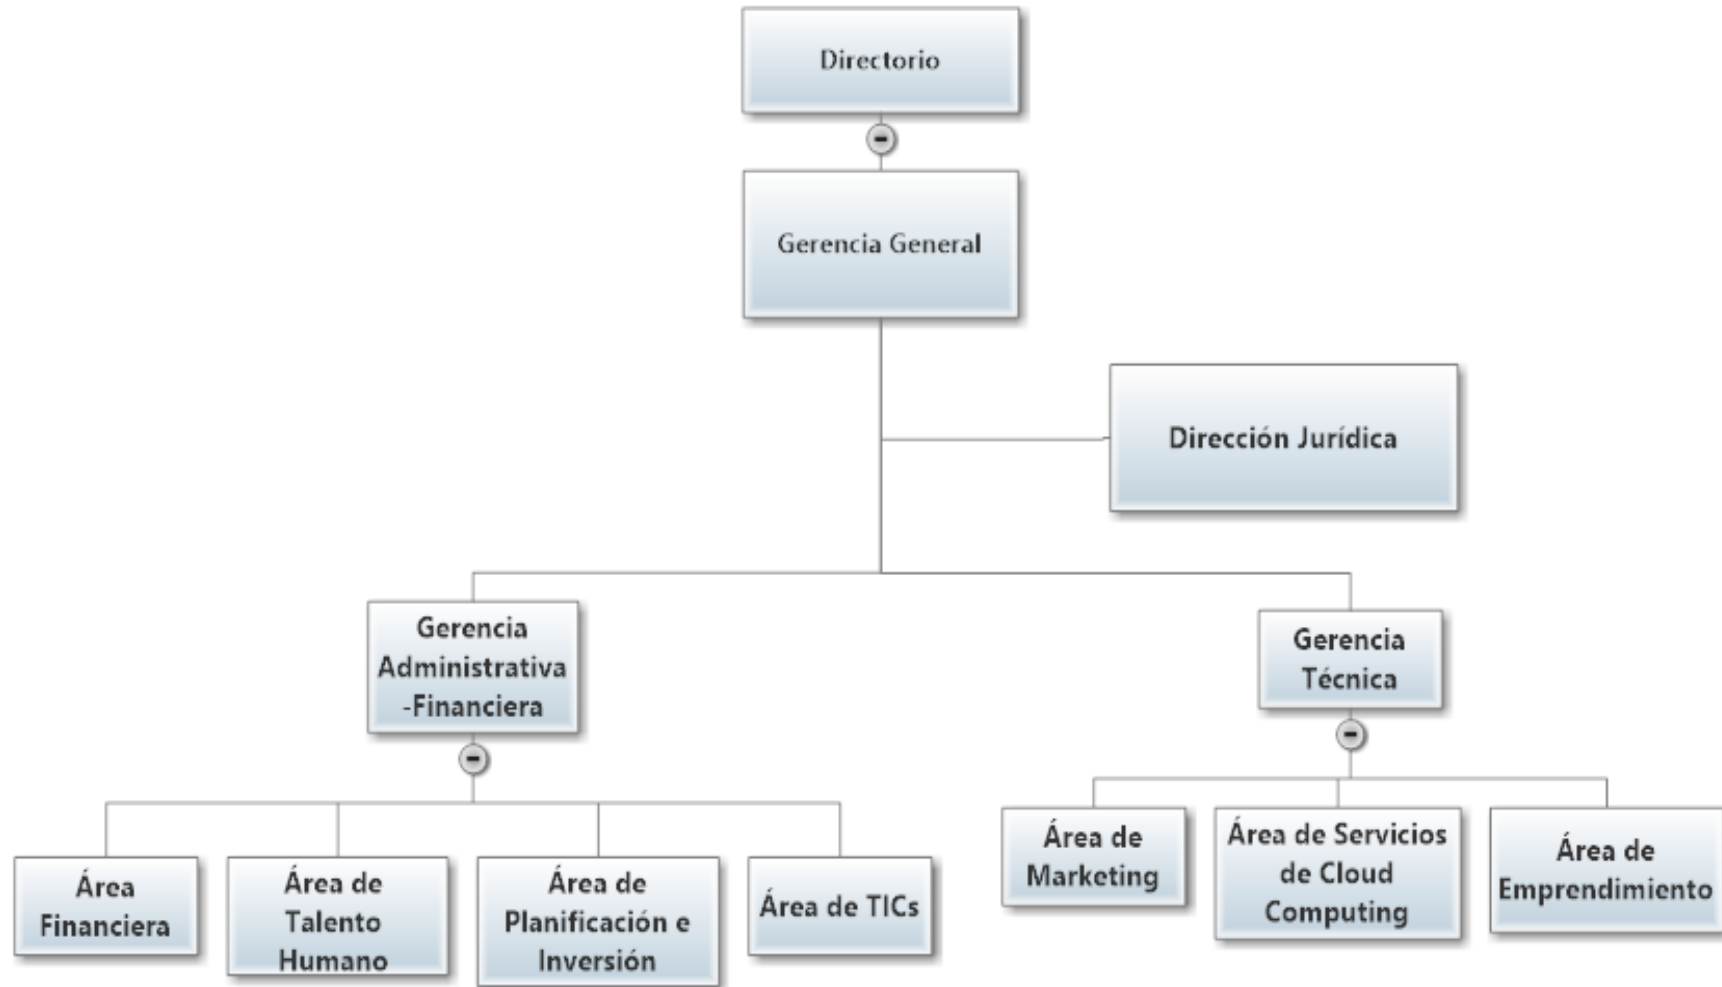 Directorio
Gerencia General
Dirección Jurídica
Gerencia
Administrativa
-Financiera
Gerencia
Técnica
Área
Financiera
Área de
Talento
Humano
Área de
Planificación e
Inversión
Área de TICs
Área de
Marketing
Área de Servicios
de Cloud
Computing
Área de
Emprendimiento